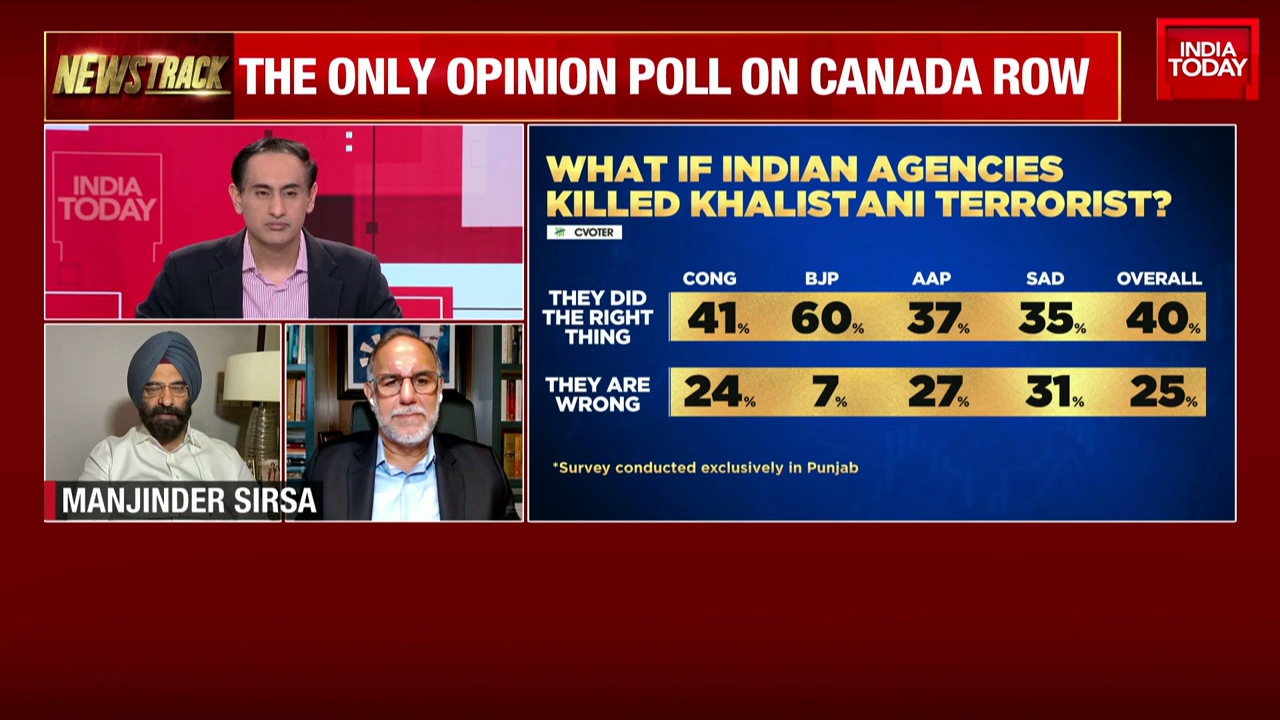 NEWSTRACK
THE ONLY OPINION POLL ON CANADA ROW
INDIA
TODAY
INDIA
TODAY
MANJINDER SIRSA
WHAT IF INDIAN AGENCIES
KILLED KHALISTANI TERRORIST?
CVOTER
CONG BJP AAP SAD OVERALL
THEY DID
THE RIGHT
THING
41% 60% 37% 35% 40%
THEY ARE
WRONG
24% 7% 27% 31% 25%
*Survey conducted exclusively in Punjab